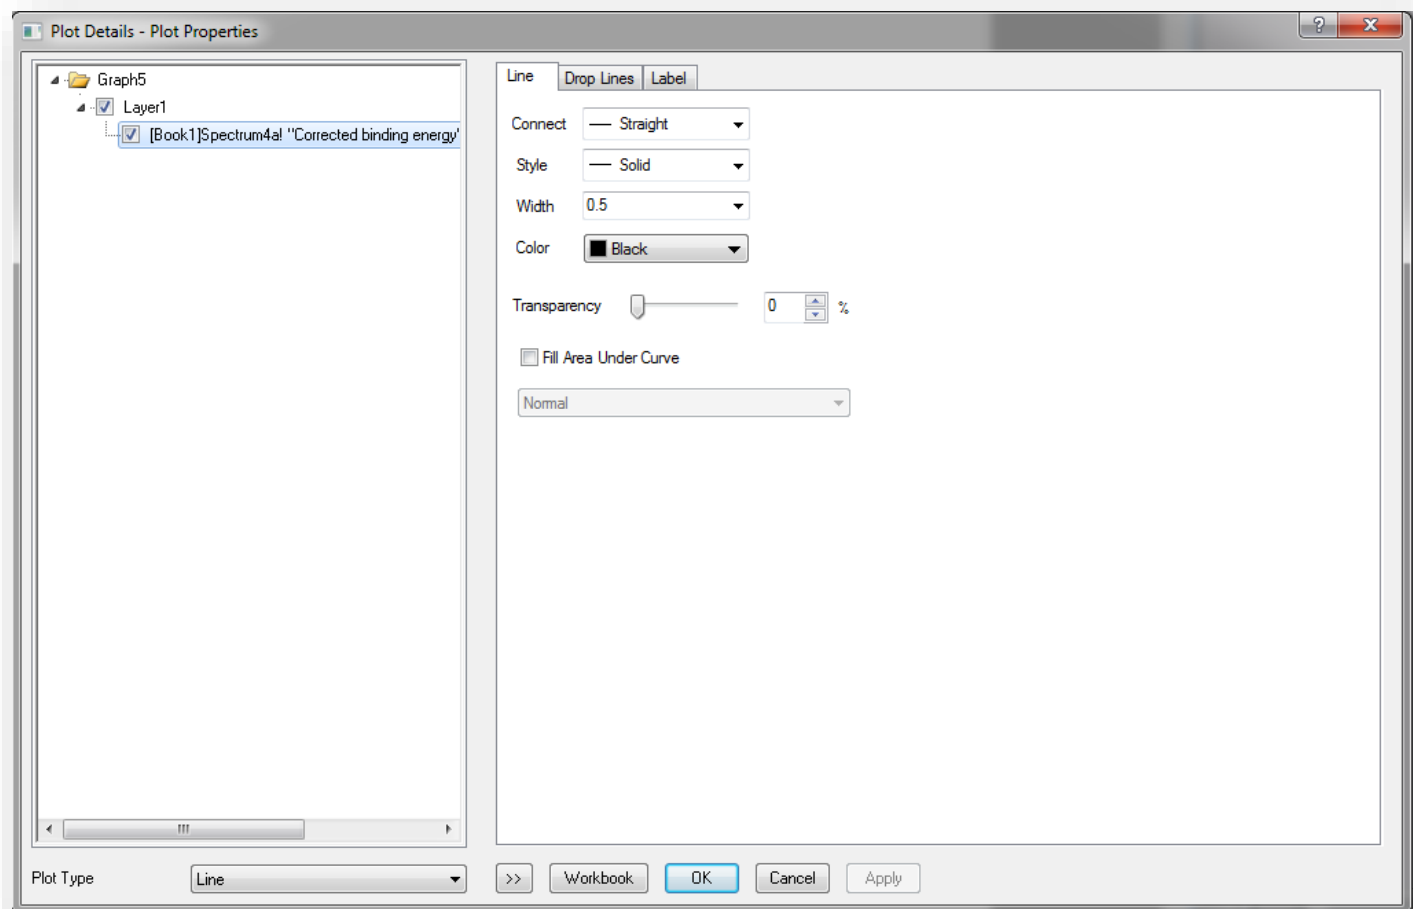 Plot Details - Plot Properties
?
X
Graph5
Layer1
[Book1]Spectrum4a! "Corrected binding energy"
Line
Drop Lines
Label
Connect
Straight
Style
Solid
Width
0.5
Color
Black
Transparency
0
%
Fill Area Under Curve
Normal
Plot Type
Line
>>
Workbook
OK
Cancel
Apply